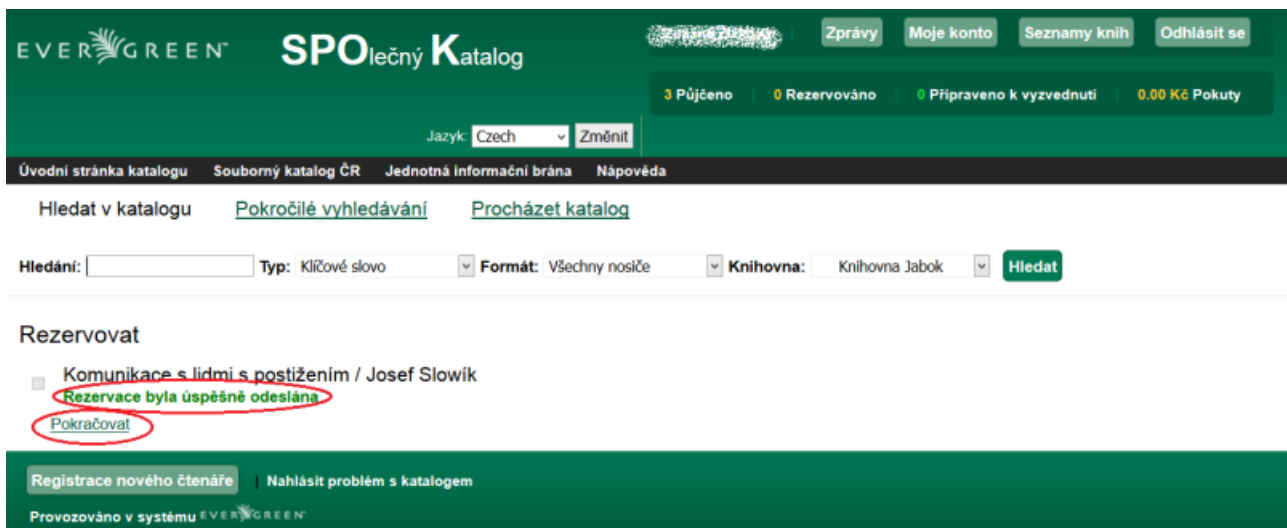 EVERGREEN SPOlečný Katalog
Zprávy Moje konto Seznamy knih Odhlásit se
3 Půjčeno 0 Rezervováno 0 Připraveno k vyzvednutí 0.00 Kč Pokuty
Jazyk: Czech Změnit
Úvodní stránka katalogu Souborný katalog ČR Jednotná informační brána Nápověda
Hledat v katalogu Pokročilé vyhledávání Procházet katalog
Hledání: Typ: Klíčové slovo Formát: Všechny nosiče Knihovna: Knihovna Jabok Hledat
Rezervovat
Komunikace s lidmi s postižením / Josef Slowík
Rezervace byla úspěšně odeslána
Pokračovat
Registrace nového čtenáře | Nahlásit problém s katalogem
Provozováno v systému EVERGREEN